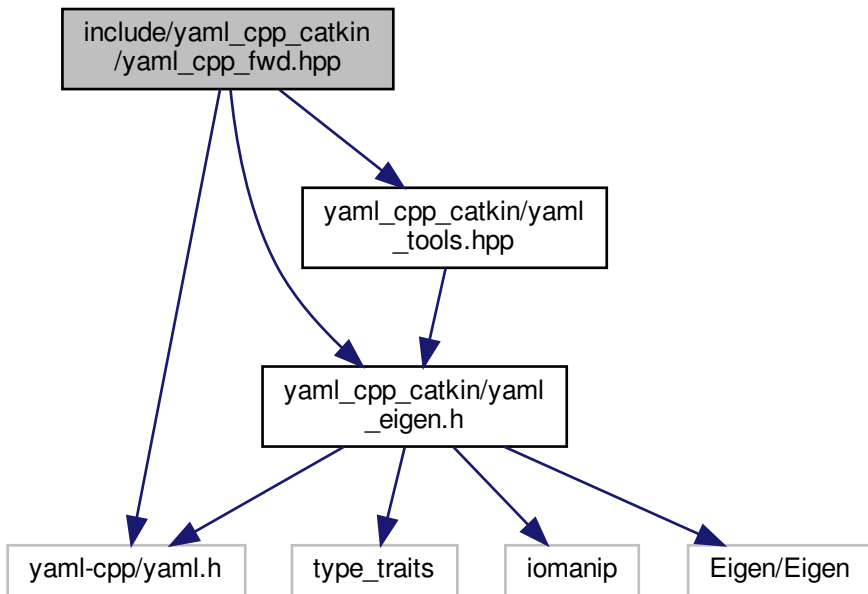 include/yaml_cpp_catkin
/yaml_cpp_fwd.hpp
yaml_cpp_catkin/yaml
_tools.hpp
yaml_cpp_catkin/yaml
_eigen.h
yaml-cpp/yaml.h
type_traits
iomanip
Eigen/Eigen